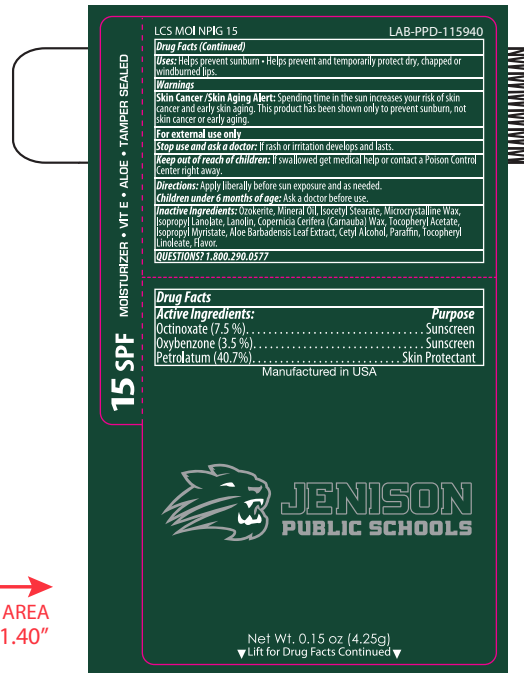 LCS MOI NPIG 15 LAB-PPD-115940
Drug Facts (Continued)
Uses: Helps prevent sunburn • Helps prevent and temporarily protect dry, chapped or
windburned lips.
Warnings
Skin Cancer /Skin Aging Alert: Spending time in the sun increases your risk of skin
cancer and early skin aging. This product has been shown only to prevent sunburn, not
skin cancer or early aging.
For external use only
Stop use and ask a doctor: If rash or irritation develops and lasts.
Keep out of reach of children: If swallowed get medical help or contact a Poison Control
Center right away.
Directions: Apply liberally before sun exposure and as needed.
Children under 6 months of age: Ask a doctor before use.
Inactive Ingredients: Ozokerite, Mineral Oil, Isocetyl Stearate, Microcrystalline Wax,
Isopropyl Lanolate, Lanolin, Copernicia Cerifera (Carnauba) Wax, Tocopheryl Acetate,
Isopropyl Myristate, Aloe Barbadensis Leaf Extract, Cetyl Alcohol, Paraffin, Tocopheryl
Linoleate, Flavor.
QUESTIONS? 1.800.290.0577
15 SPF MOISTURIZER • VIT E • ALOE • TAMPER SEALED
Drug Facts
Active Ingredients: Purpose
Octinoxate (7.5 %).............................Sunscreen
Oxybenzone (3.5 %)............................Sunscreen
Petrolatum (40.7%).........................Skin Protectant
Manufactured in USA
JENISON
PUBLIC SCHOOLS
AREA
1.40”
Net Wt. 0.15 oz (4.25g)
▼Lift for Drug Facts Continued▼